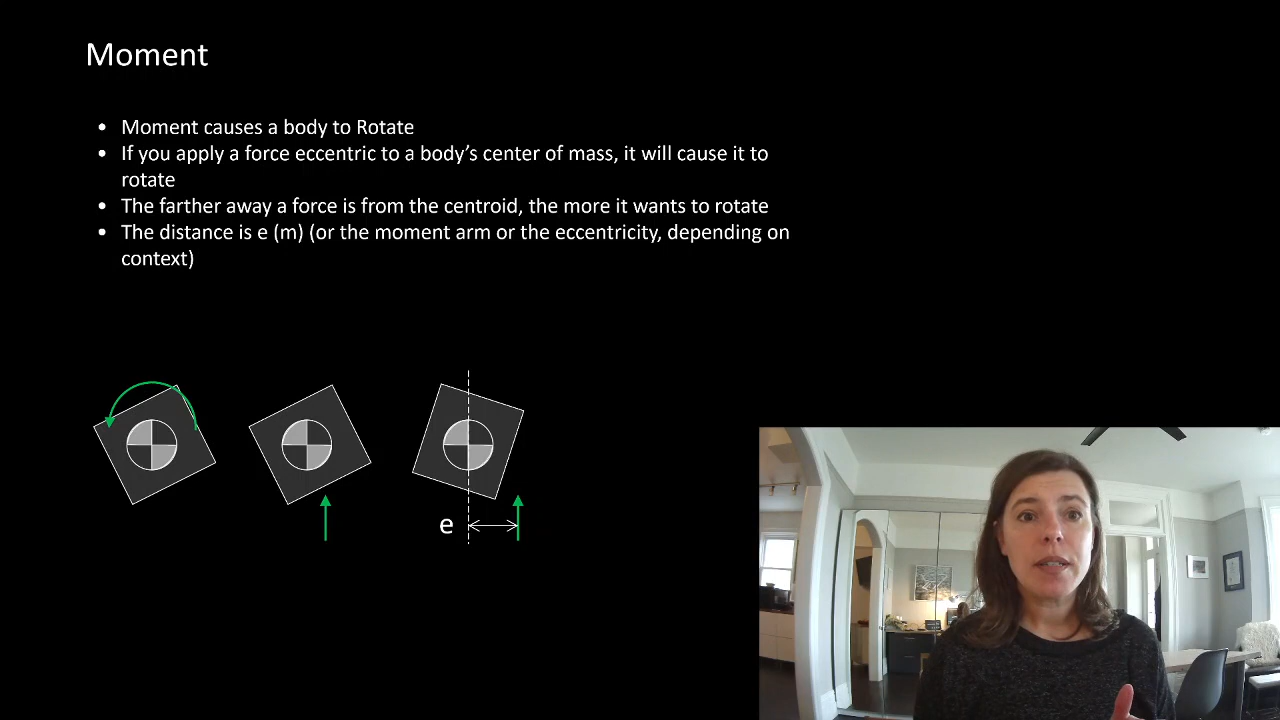 Moment
• Moment causes a body to Rotate
• If you apply a force eccentric to a body’s center of mass, it will cause it to
rotate
• The farther away a force is from the centroid, the more it wants to rotate
• The distance is e (m) (or the moment arm or the eccentricity, depending on
context)
e